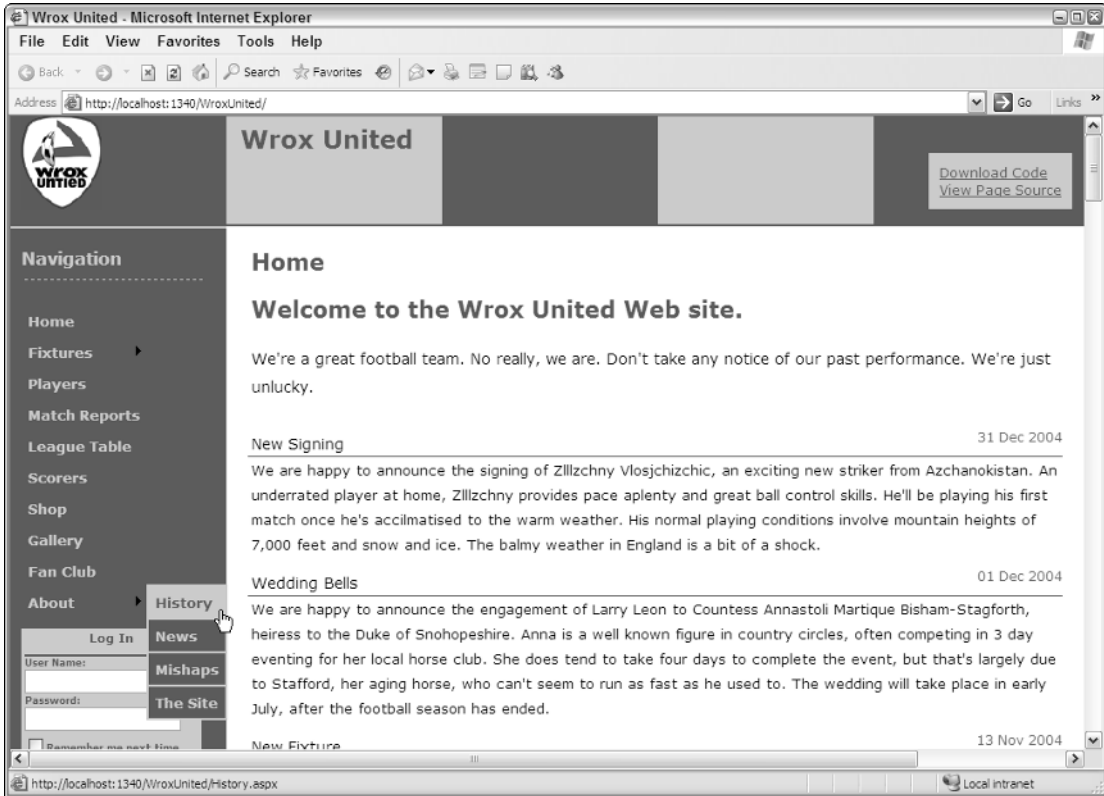 Wrox United - Microsoft Internet Explorer
File Edit View Favorites Tools Help
Back Search Favorites
Address http://localhost:1340/WroxUnited/ Go Links »
wrox
UNTIED
Wrox United
Download Code
View Page Source
Navigation
Home
Fixtures
Players
Match Reports
League Table
Scorers
Shop
Gallery
Fan Club
About
History
News
Mishaps
The Site
Log In
User Name:
Password:
Remember me next time
Home
Welcome to the Wrox United Web site.
We're a great football team. No really, we are. Don't take any notice of our past performance. We're just
unlucky.
New Signing 31 Dec 2004
We are happy to announce the signing of Zlllzchny Vlosjchizchic, an exciting new striker from Azchanokistan. An
underrated player at home, Zlllzchny provides pace aplenty and great ball control skills. He'll be playing his first
match once he's accilmatised to the warm weather. His normal playing conditions involve mountain heights of
7,000 feet and snow and ice. The balmy weather in England is a bit of a shock.
Wedding Bells 01 Dec 2004
We are happy to announce the engagement of Larry Leon to Countess Annastoli Martique Bisham-Stagforth,
heiress to the Duke of Snohopeshire. Anna is a well known figure in country circles, often competing in 3 day
eventing for her local horse club. She does tend to take four days to complete the event, but that's largely due
to Stafford, her aging horse, who can't seem to run as fast as he used to. The wedding will take place in early
July, after the football season has ended.
New Fixture 13 Nov 2004
http://localhost:1340/WroxUnited/History.aspx Local intranet